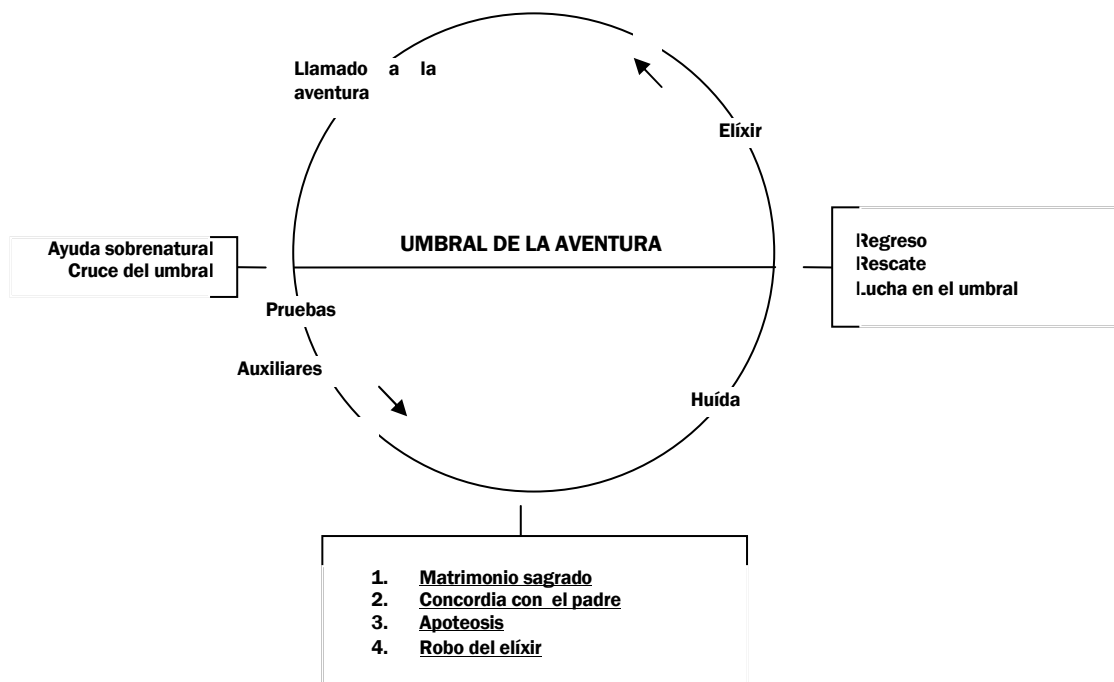 Llamado a la
aventura
Elíxir
UMBRAL DE LA AVENTURA
Ayuda sobrenatural
Cruce del umbral
Regreso
Rescate
Lucha en el umbral
Pruebas
Auxiliares
Huída
1. Matrimonio sagrado
2. Concordia con el padre
3. Apoteosis
4. Robo del elíxir